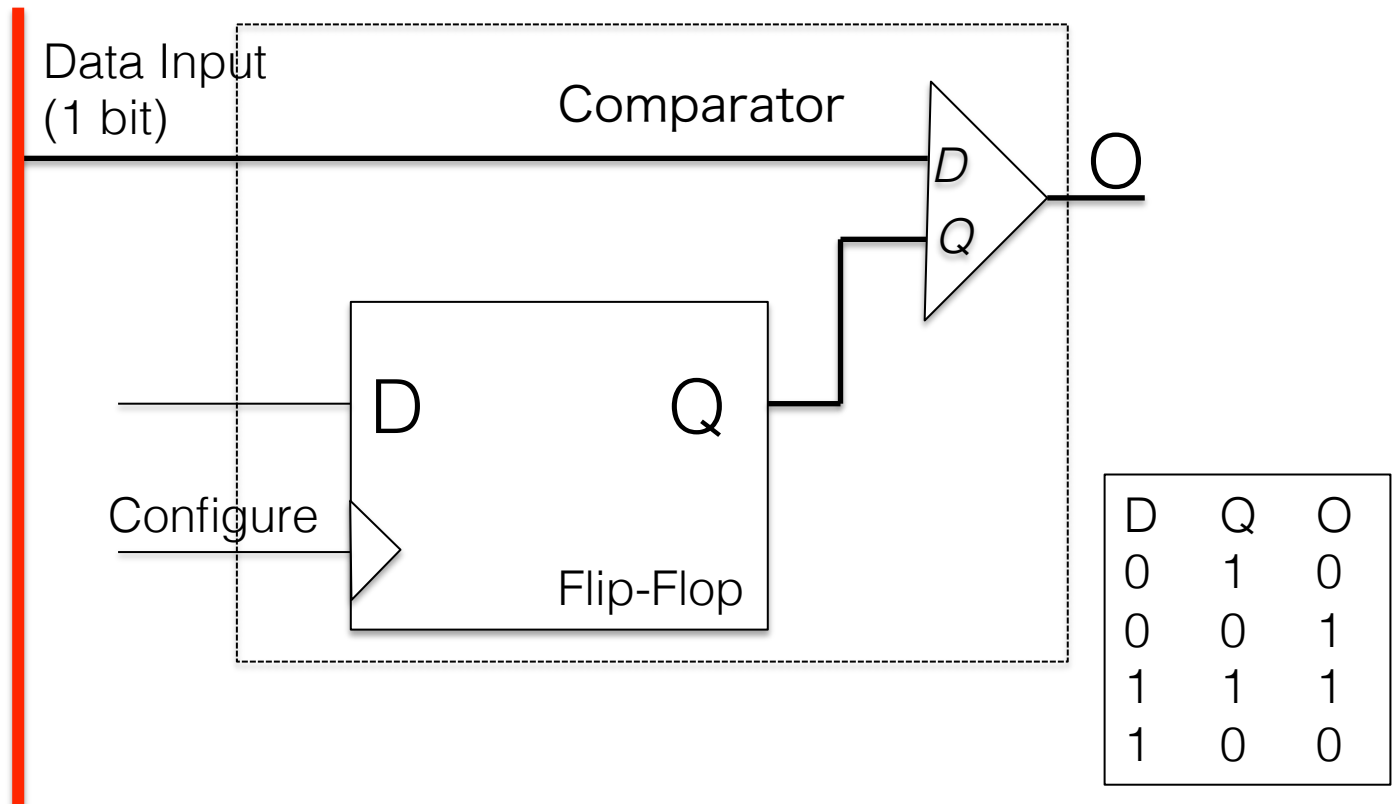 Data Input
(1 bit)
Comparator
D
O
Q
D Q
Configure
Flip-Flop
D Q O
0 1 0
0 0 1
1 1 1
1 0 0